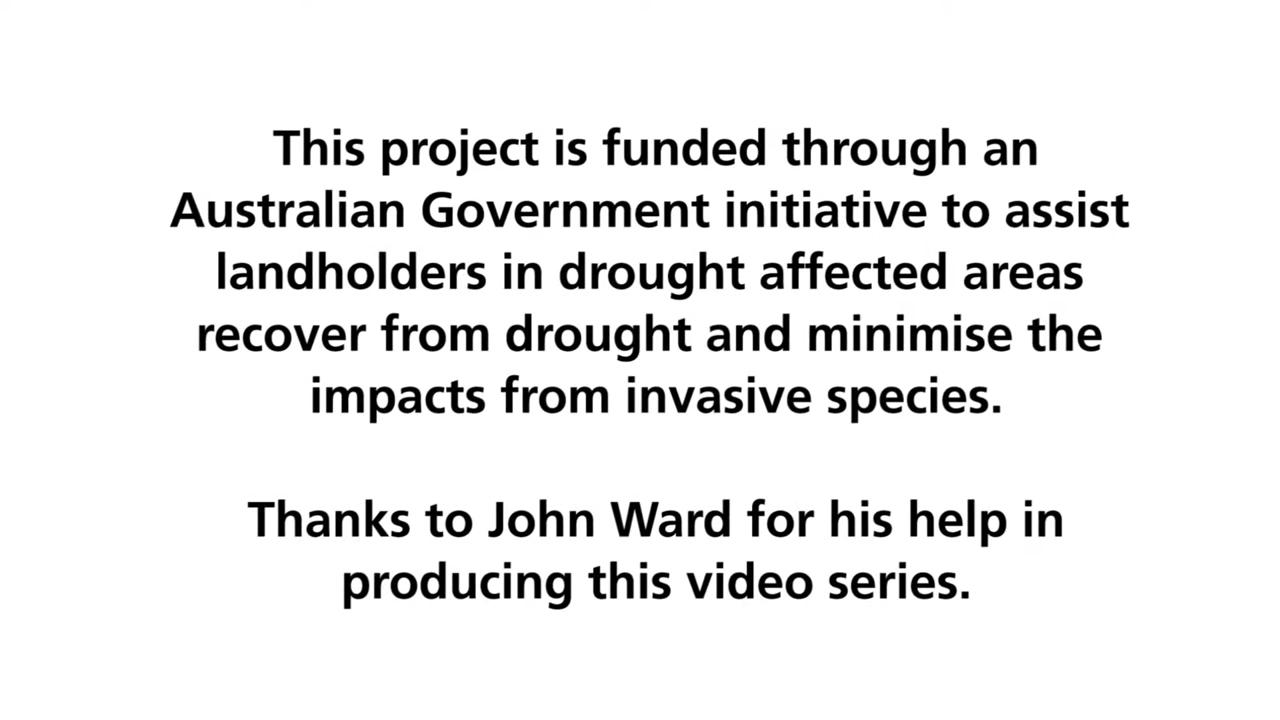 This project is funded through an
Australian Government initiative to assist
landholders in drought affected areas
recover from drought and minimise the
impacts from invasive species.
Thanks to John Ward for his help in
producing this video series.